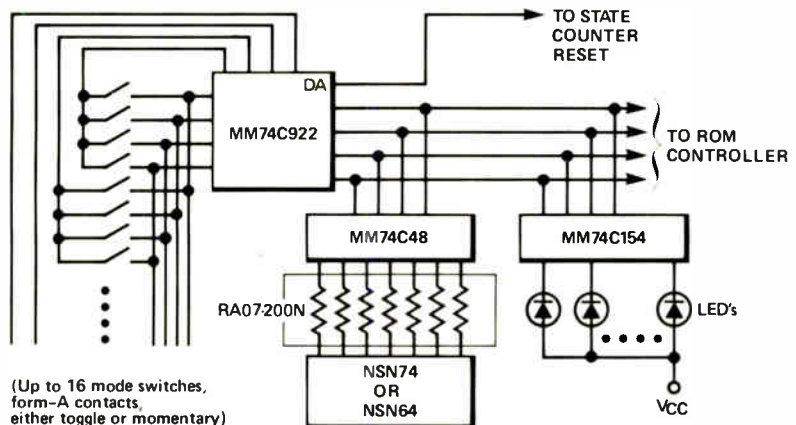 TO STATE
COUNTER
RESET
DA
MM74C922
TO ROM
CONTROLLER
MM74C48
MM74C154
RA07-200N
LED's
NSN74
OR
NSN64
VCC
(Up to 16 mode switches,
form-A contacts,
either toggle or momentary)